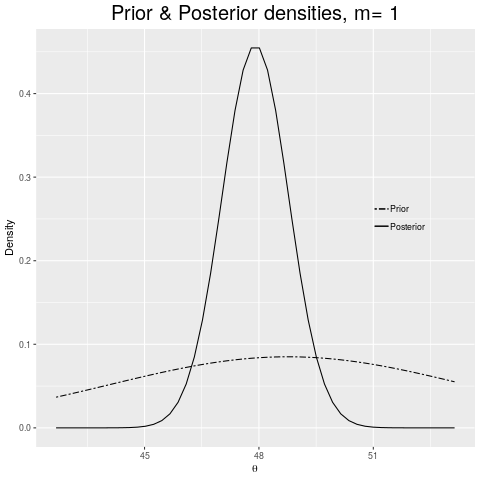 Prior & Posterior densities, m= 1
Density
0.4
0.3
0.2
0.1
0.0
Prior
Posterior
45
48
51
θ